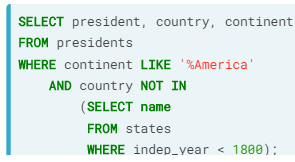 SELECT president, country, continent
FROM presidents
WHERE continent LIKE '%America'
    AND country NOT IN
        (SELECT name
         FROM states
         WHERE indep_year < 1800);